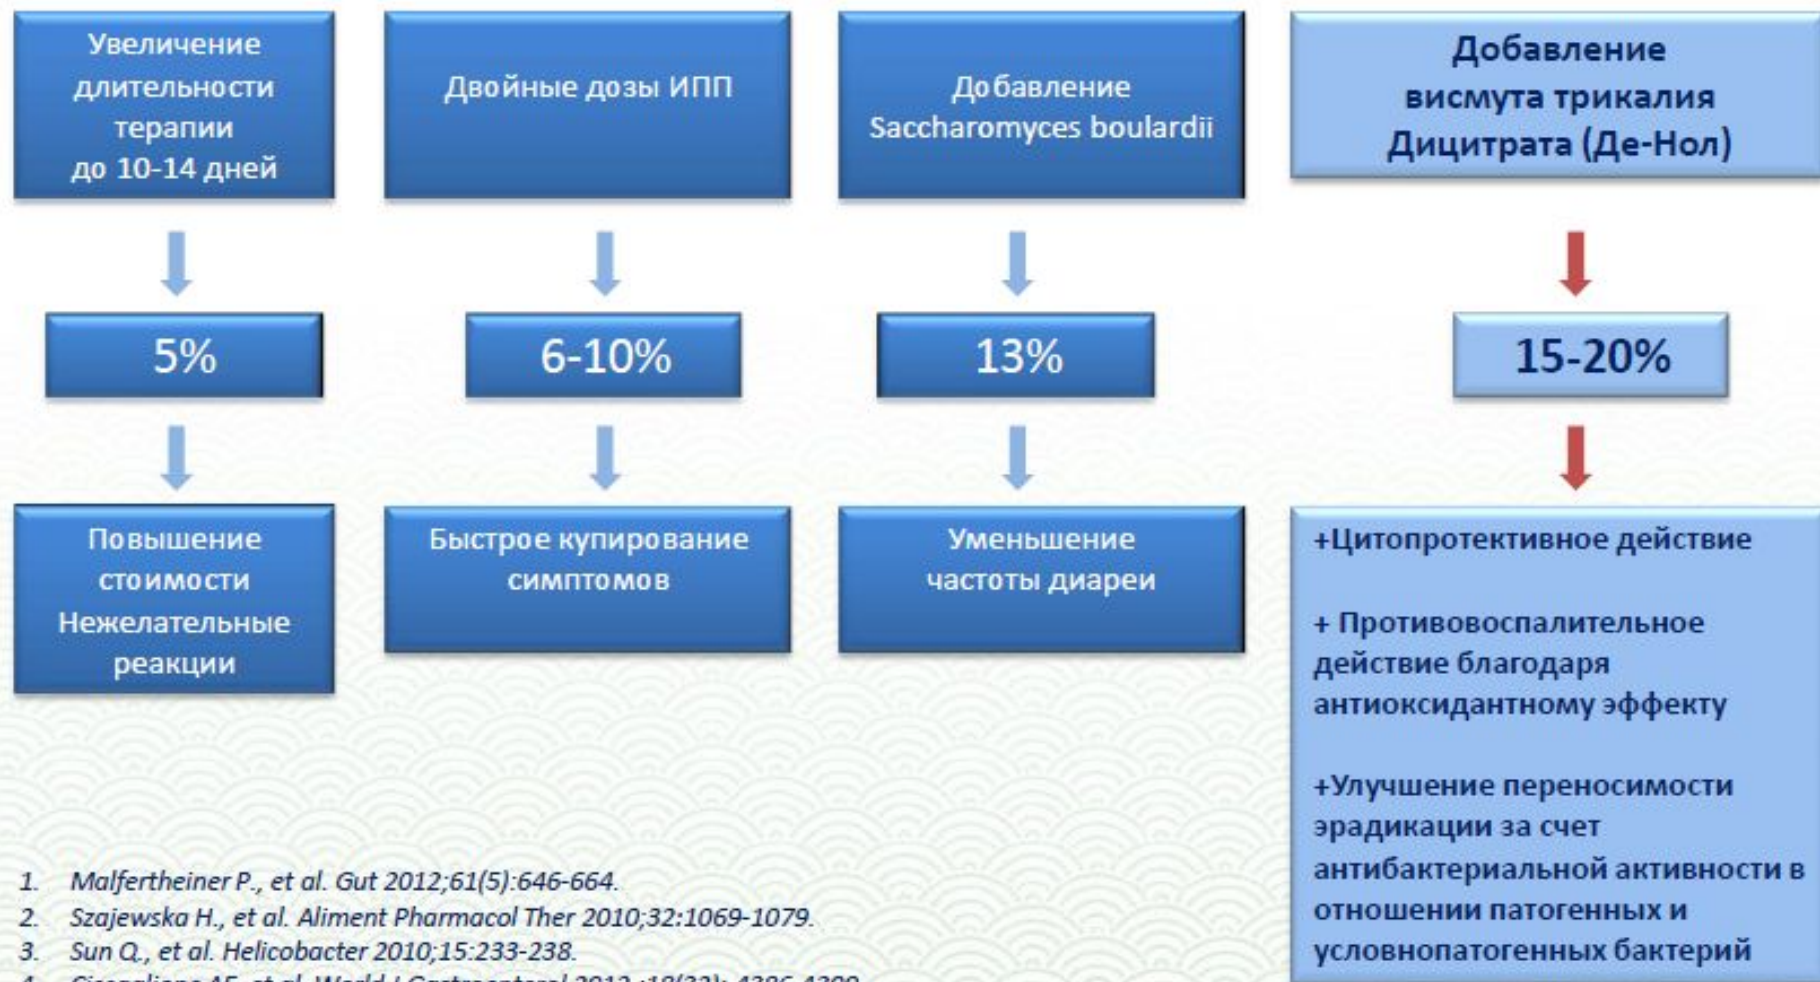 Увеличение
длительности
терапии
до 10-14 дней
Двойные дозы ИПП
Добавление
Saccharomyces boulardii
Добавление
висмута трикалия
Дицитрата (Де-Нол)
5%
6-10%
13%
15-20%
Повышение
стоимости
Нежелательные
реакции
Быстрое купирование
симптомов
Уменьшение
частоты диареи
+Цитопротективное действие
+ Противовоспалительное
действие благодаря
антиоксидантному эффекту
+Улучшение переносимости
эрадикации за счет
антибактериальной активности в
отношении патогенных и
условнопатогенных бактерий
1. Malfertheiner P., et al. Gut 2012;61(5):646-664.
2. Szajewska H., et al. Aliment Pharmacol Ther 2010;32:1069-1079.
3. Sun Q., et al. Helicobacter 2010;15:233-238.